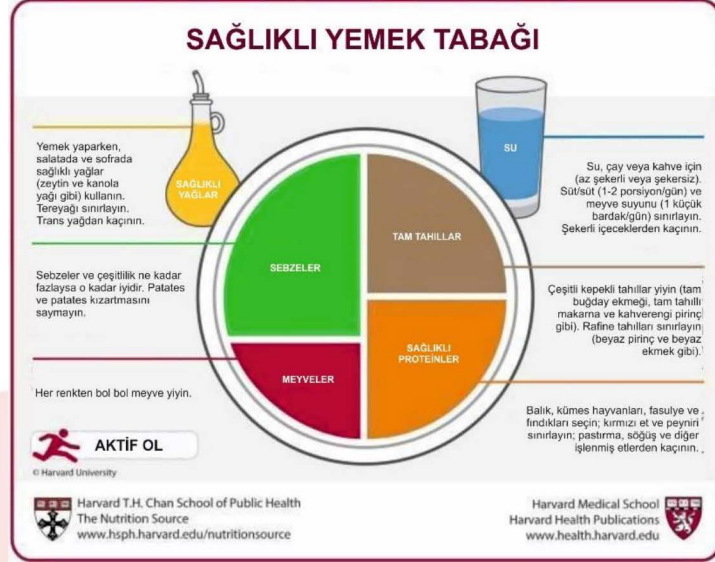 SAĞLIKLI YEMEK TABAĞI
Yemek yaparken,
salatada ve sofrada
sağlıklı yağlar
(zeytin ve kanola
yağı gibi) kullanın.
Tereyağı sınırlayın.
Trans yağdan kaçının.
SAĞLIKLI
YAĞLAR
SU
Su, çay veya kahve için
(az şekerli veya şekersiz).
Süt/süt (1-2 porsiyon/gün) ve
meyve suyunu (1 küçük
bardak/gün) sınırlayın.
Şekerli içeceklerden kaçının.
SEBZELER
TAM TAHILLAR
Sebzeler ve çeşitlilik ne kadar
fazlaysa o kadar iyidir. Patates
ve patates kızartmasını
saymayın.
Çeşitli kepekli tahıllar yiyin (tam
buğday ekmeği, tam tahıllı
makarna ve kahverengi pirinç
gibi). Rafine tahılları sınırlayın
(beyaz pirinç ve beyaz
ekmek gibi).
MEYVELER
SAĞLIKLI
PROTEİNLER
Her renkten bol bol meyve yiyin.
Balık, kümes hayvanları, fasulye ve
fındıkları seçin; kırmızı et ve peyniri
sınırlayın; pastırma, söğüş ve diğer
işlenmiş etlerden kaçının.
AKTİF OL
© Harvard University
Harvard T.H. Chan School of Public Health
The Nutrition Source
www.hsph.harvard.edu/nutritionsource
Harvard Medical School
Harvard Health Publications
www.health.harvard.edu